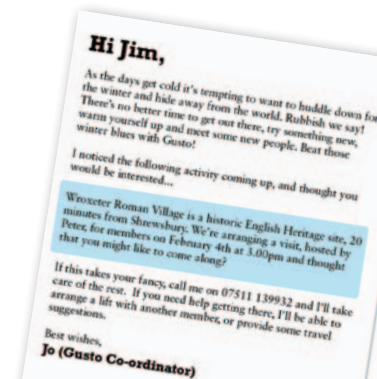 Hi Jim,
As the days get cold it's tempting to want to huddle down for
the winter and hide away from the world. Rubbish we say!
There's no better time to get out there, try something new,
warm yourself up and meet some new people. Beat those
winter blues with Gusto!
I noticed the following activity coming up, and thought you
would be interested...
Wroxeter Roman Village is a historic English Heritage site, 20
minutes from Shrewsbury. We're arranging a visit, hosted by
Peter, for members on February 4th at 3.00pm and thought
that you might like to come along?
If this takes your fancy, call me on 07511 139932 and I'll take
care of the rest. If you need help getting there, I'll be able to
arrange a lift with another member, or provide some travel
suggestions.
Best wishes,
Jo (Gusto Co-ordinator)